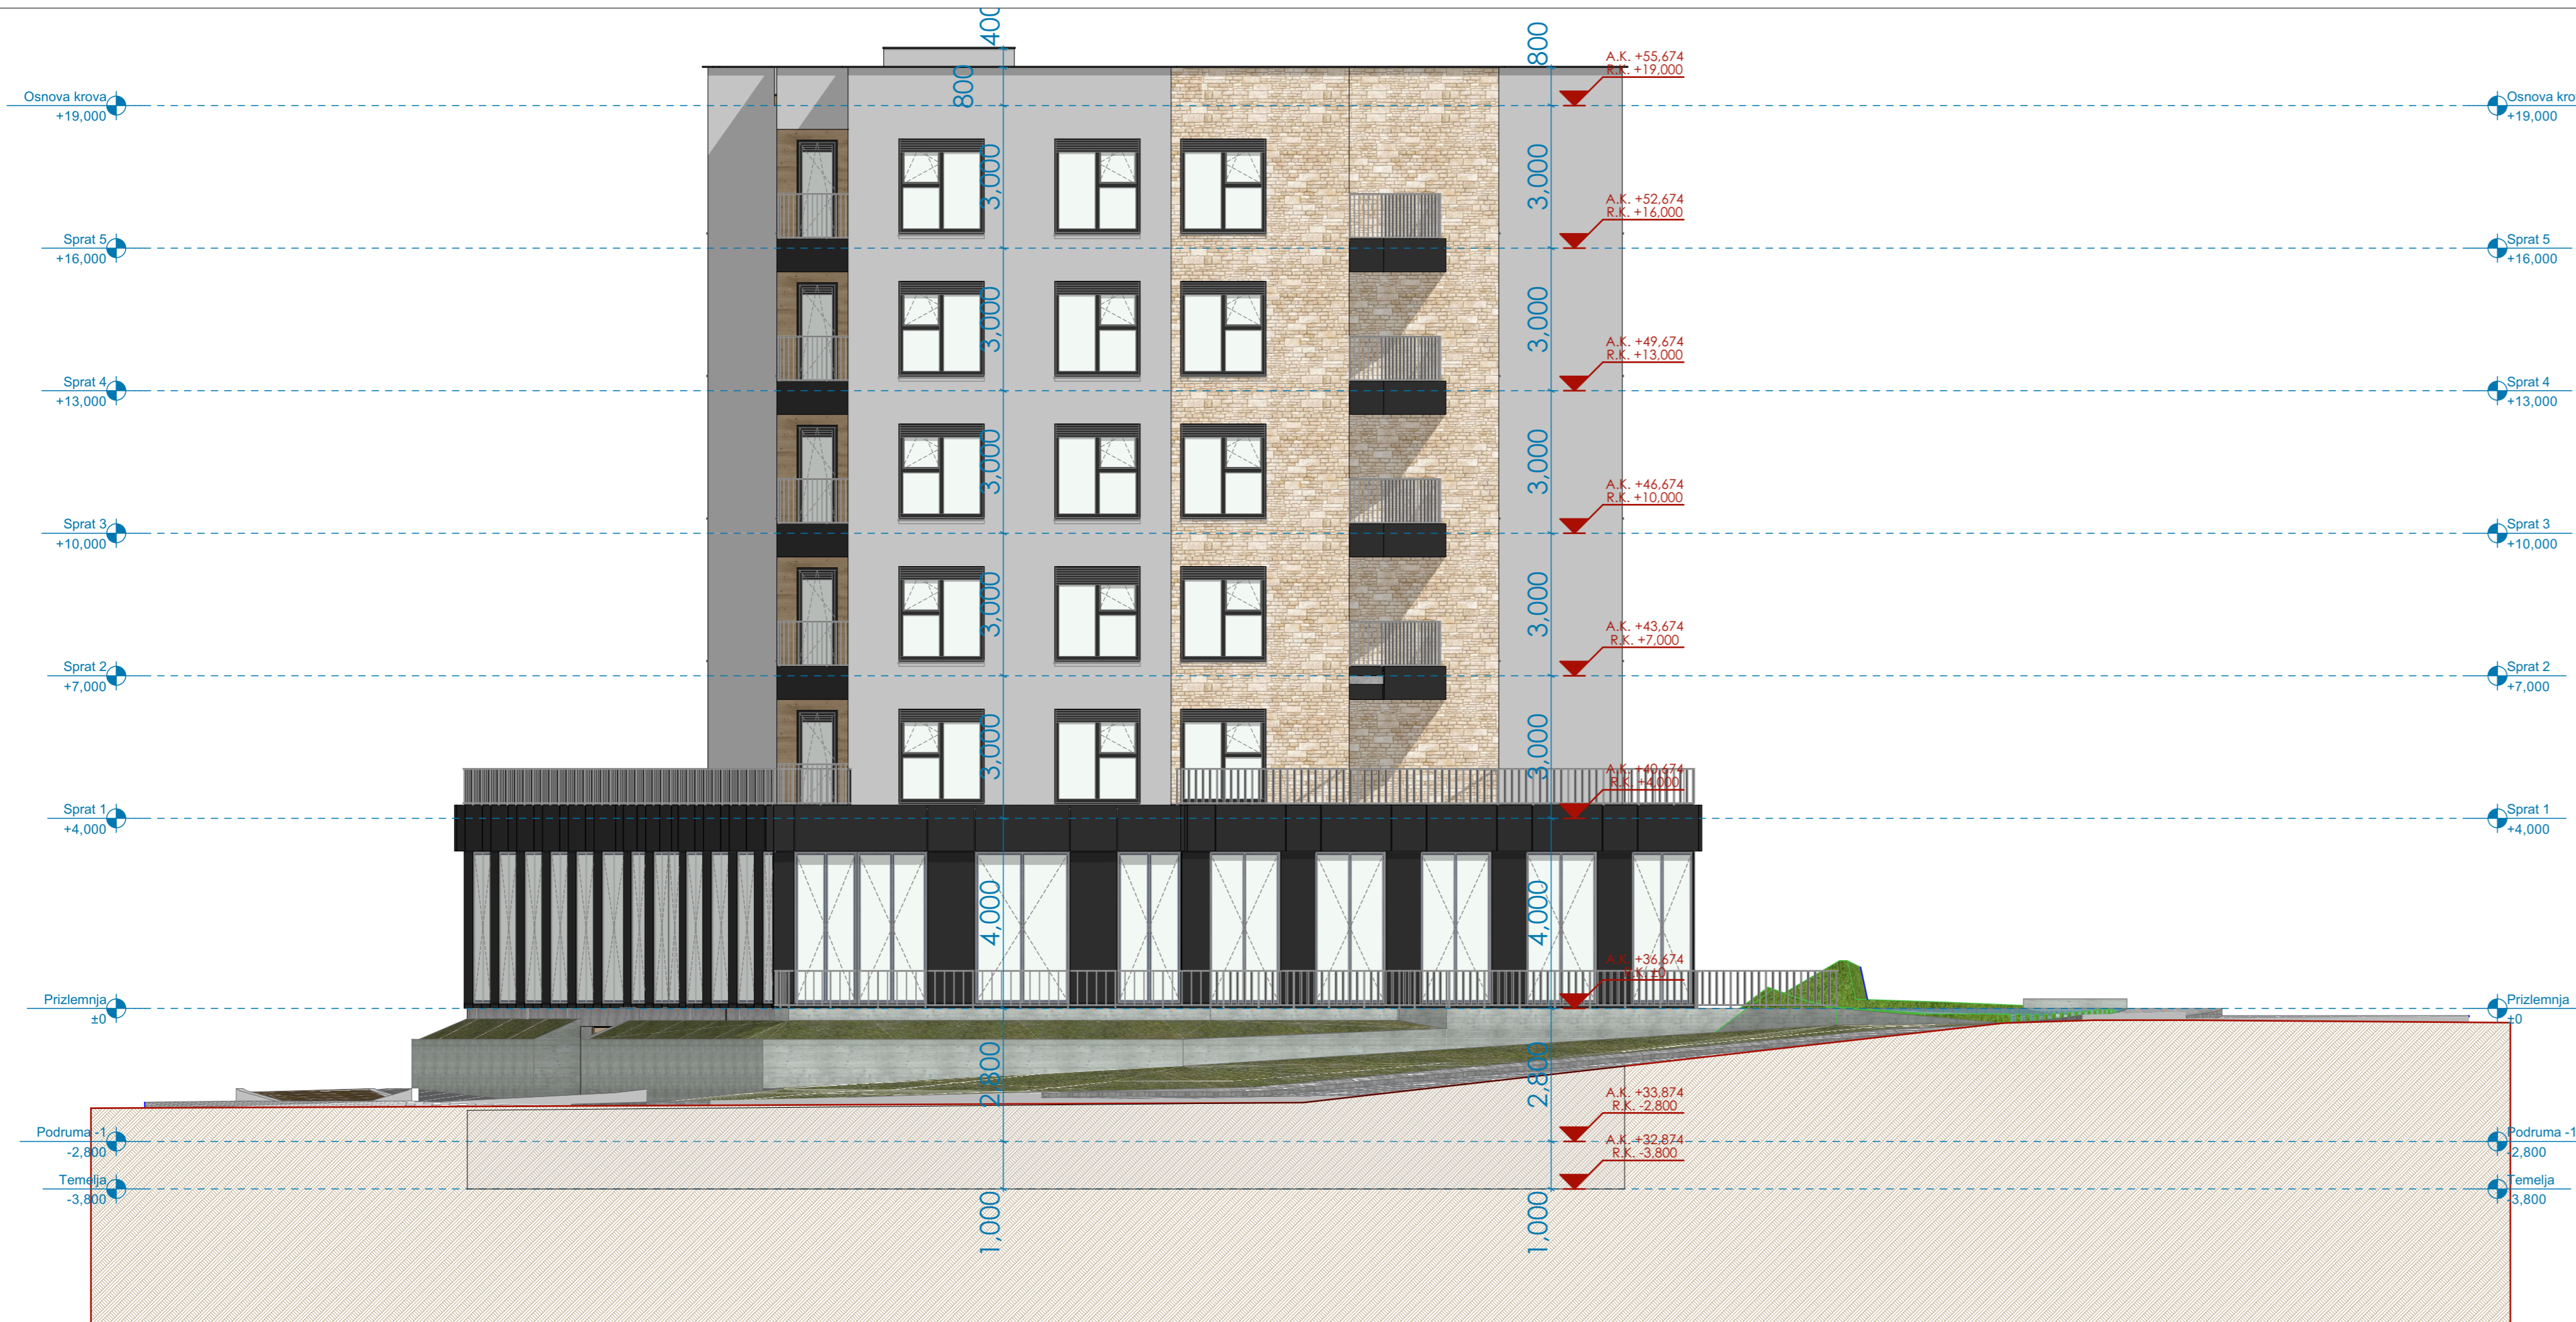 400
800
800
A.K. +55,674
R.K. +19,000
Osnova krova
+19,000
Osnova kro
+19,000
3,000
3,000
A.K. +52,674
R.K. +16,000
Sprat 5
+16,000
Sprat 5
+16,000
3,000
3,000
A.K. +49,674
R.K. +13,000
Sprat 4
+13,000
Sprat 4
+13,000
3,000
3,000
A.K. +46,674
R.K. +10,000
Sprat 3
+10,000
Sprat 3
+10,000
3,000
3,000
A.K. +43,674
R.K. +7,000
Sprat 2
+7,000
Sprat 2
+7,000
3,000
3,000
A.K. +40,674
R.K. +4,000
Sprat 1
+4,000
Sprat 1
+4,000
4,000
4,000
A.K. +36,674
R.K. ±0
Prizlemnja
±0
Prizlemnja
±0
2,800
2,800
A.K. +33,874
R.K. -2,800
Podruma -1
-2,800
Podruma -1
-2,800
A.K. +32,874
R.K. -3,800
Temelja
-3,800
Temelja
-3,800
1,000
1,000